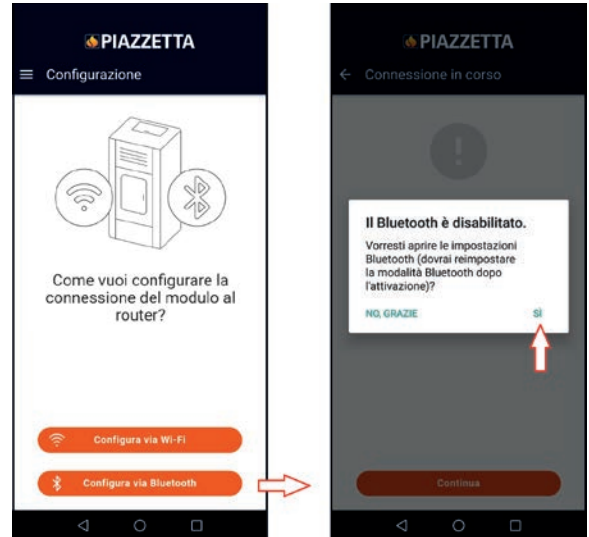 PIAZZETTA
Configurazione
Come vuoi configurare la
connessione del modulo al
router?
Configura via Wi-Fi
Configura via Bluetooth
PIAZZETTA
Connessione in corso
Il Bluetooth è disabilitato.
Vorresti aprire le impostazioni
Bluetooth (dovrai reimpostare
la modalità Bluetooth dopo
l'attivazione)?
NO, GRAZIE SÌ
Continua